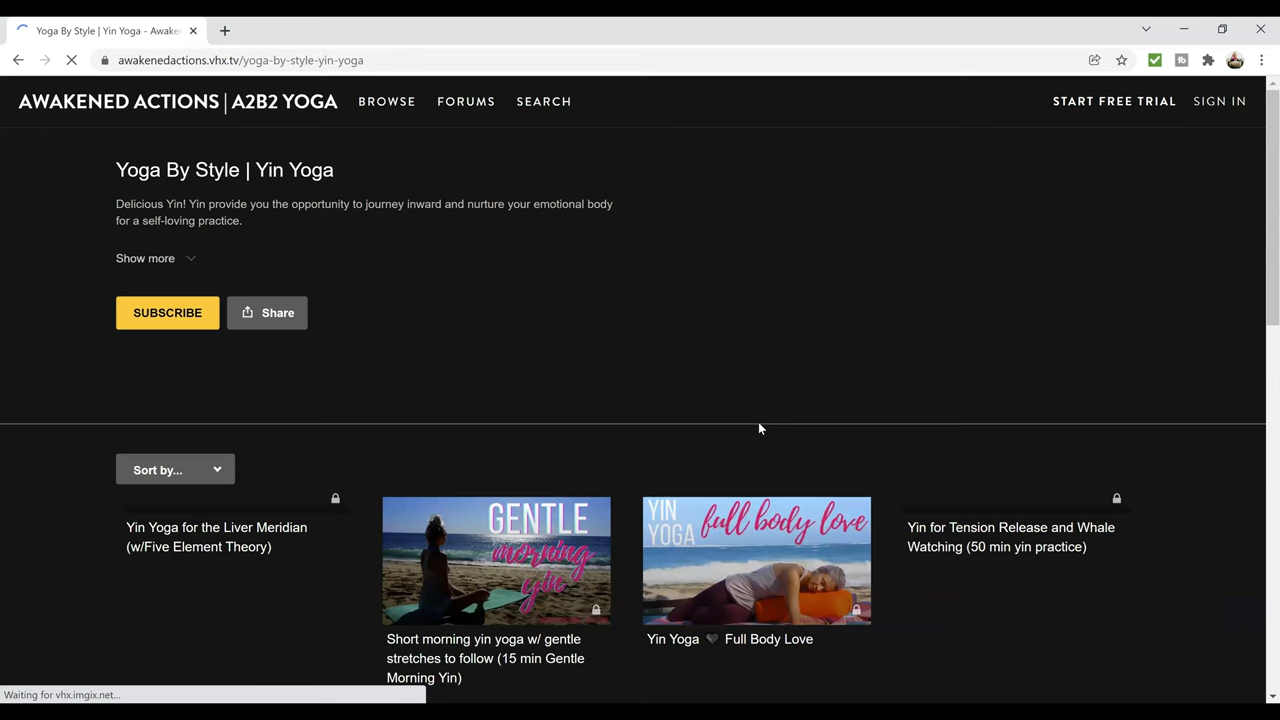 Yoga By Style | Yin Yoga - Awake
awakenedactions.vhx.tv/yoga-by-style-yin-yoga
AWAKENED ACTIONS | A2B2 YOGA BROWSE FORUMS SEARCH START FREE TRIAL SIGN IN
Yoga By Style | Yin Yoga
Delicious Yin! Yin provide you the opportunity to journey inward and nurture your emotional body
for a self-loving practice.
Show more
SUBSCRIBE Share
Sort by...
Yin Yoga for the Liver Meridian
(w/Five Element Theory)
GENTLE
morning
yin
Short morning yin yoga w/ gentle
stretches to follow (15 min Gentle
Morning Yin)
YIN
YOGA
full body love
Yin Yoga 🖤 Full Body Love
Yin for Tension Release and Whale
Watching (50 min yin practice)
Waiting for vhx.imgix.net...